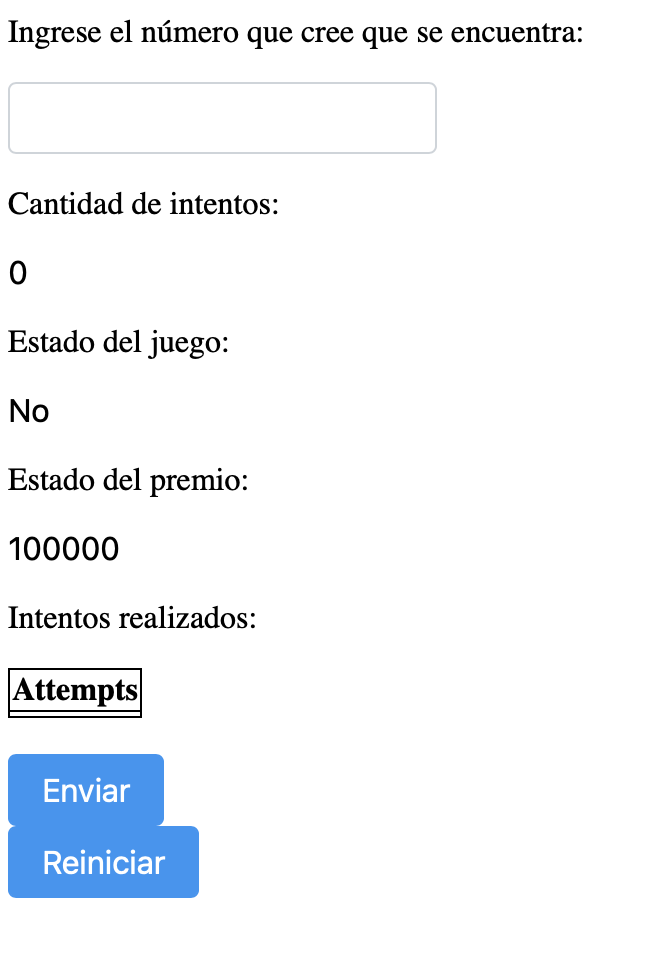 Ingrese el número que cree que se encuentra:
Cantidad de intentos:
0
Estado del juego:
No
Estado del premio:
100000
Intentos realizados:
Attempts
Enviar
Reiniciar